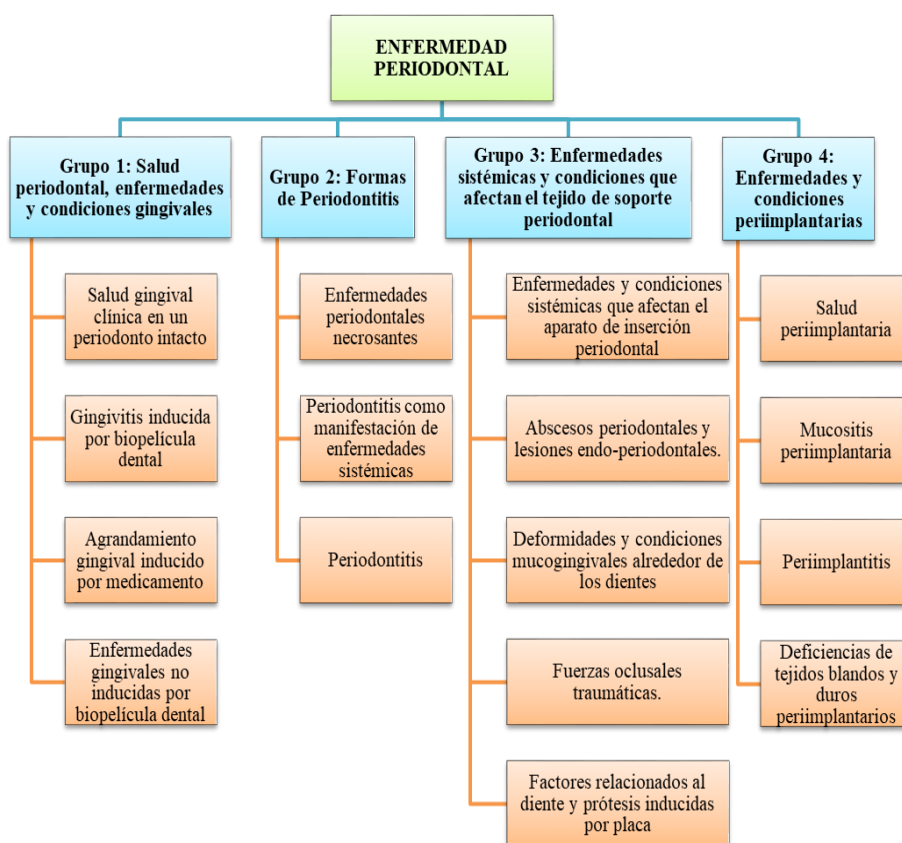 ENFERMEDAD
PERIODONTAL
Grupo 1: Salud
periodontal, enfermedades
y condiciones gingivales
Salud gingival
clínica en un
periodonto intacto
Gingivitis inducida
por biopelícula
dental
Agrandamiento
gingival inducido
por medicamento
Enfermedades
gingivales no
inducidas por
biopelícula dental
Grupo 2: Formas
de Periodontitis
Enfermedades
periodontales
necrosantes
Periodontitis como
manifestación de
enfermedades
sistémicas
Periodontitis
Grupo 3: Enfermedades
sistémicas y condiciones que
afectan el tejido de soporte
periodontal
Enfermedades y condiciones
sistémicas que afectan el
aparato de inserción
periodontal
Abscesos periodontales y
lesiones endo-periodontales.
Deformidades y condiciones
mucogingivales alrededor de
los dientes
Fuerzas oclusales
traumáticas.
Factores relacionados al
diente y prótesis inducidas
por placa
Grupo 4:
Enfermedades y
condiciones
periimplantarias
Salud
periimplantaria
Mucositis
periimplantaria
Periimplantitis
Deficiencias de
tejidos blandos y
duros
periimplantarios